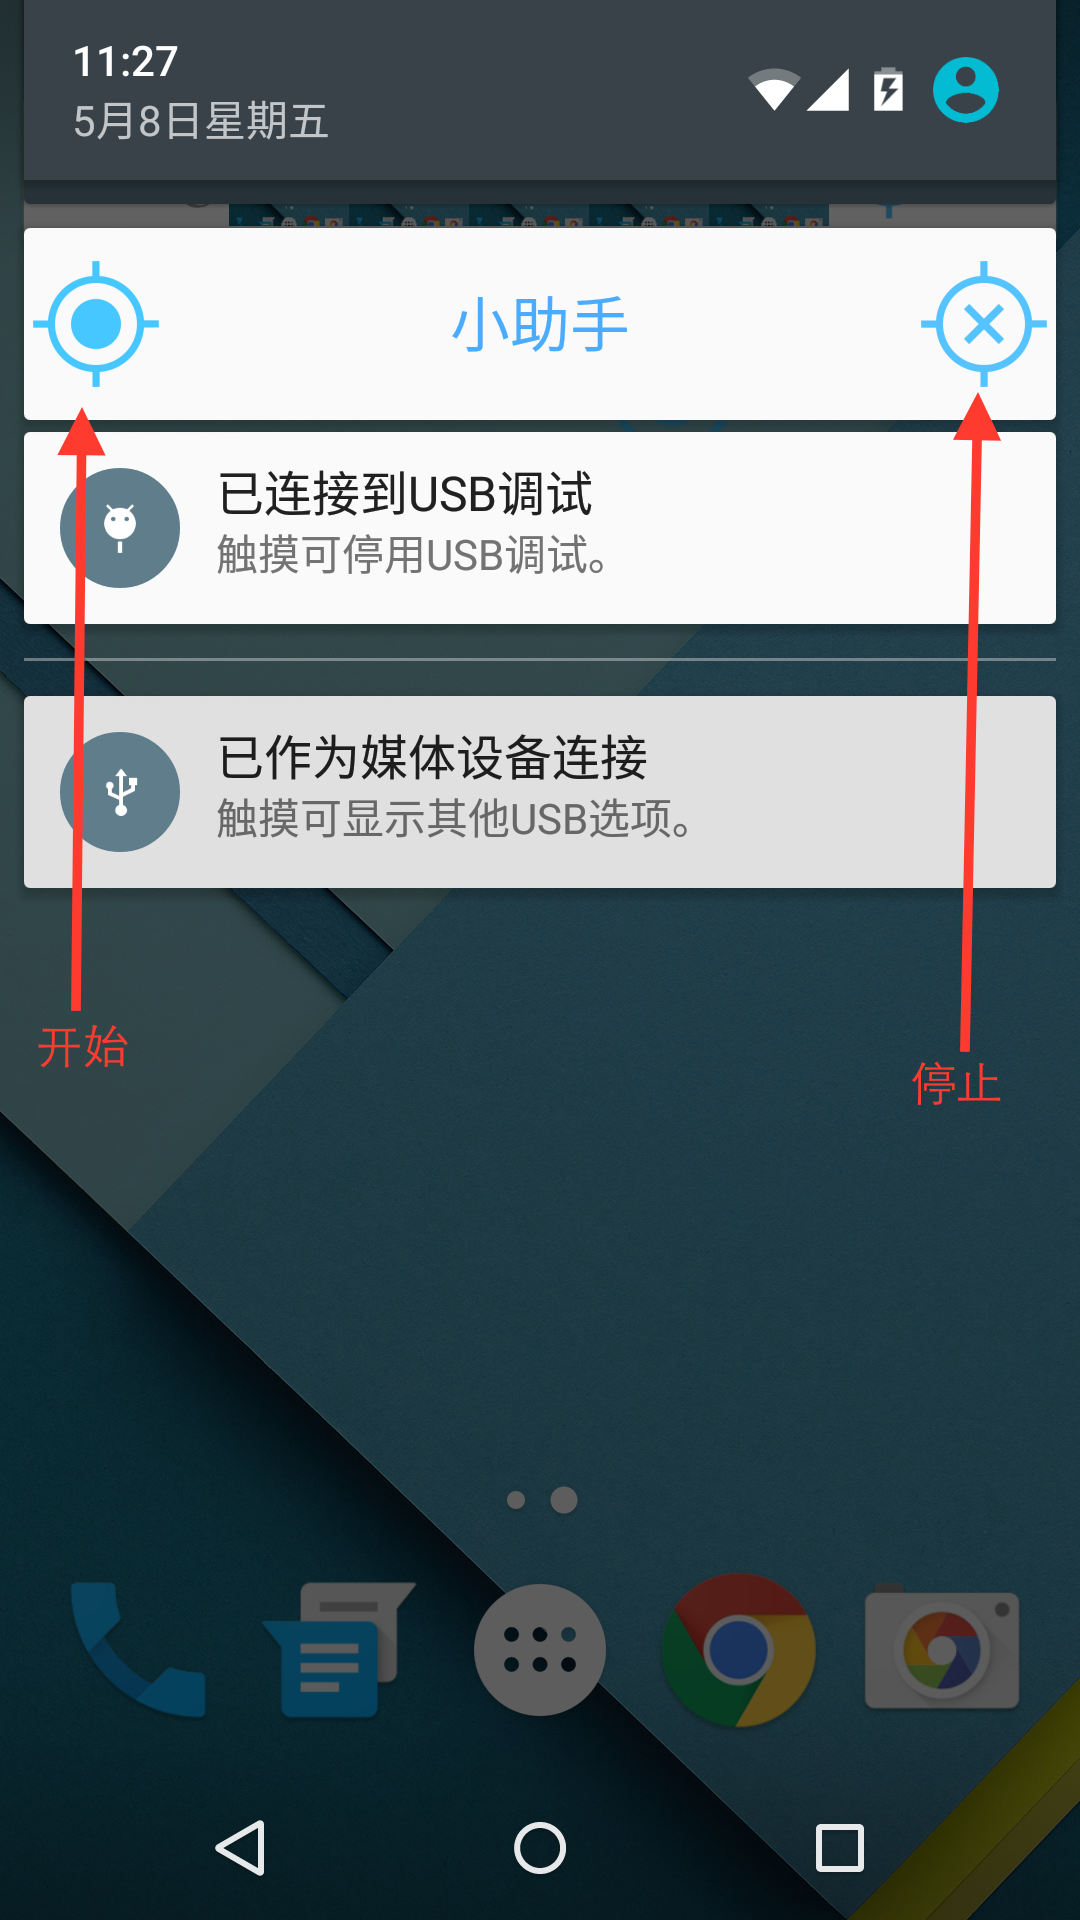 11:27
5月8日星期五
小助手
已连接到USB调试
触摸可停用USB调试。
已作为媒体设备连接
触摸可显示其他USB选项。
开始
停止